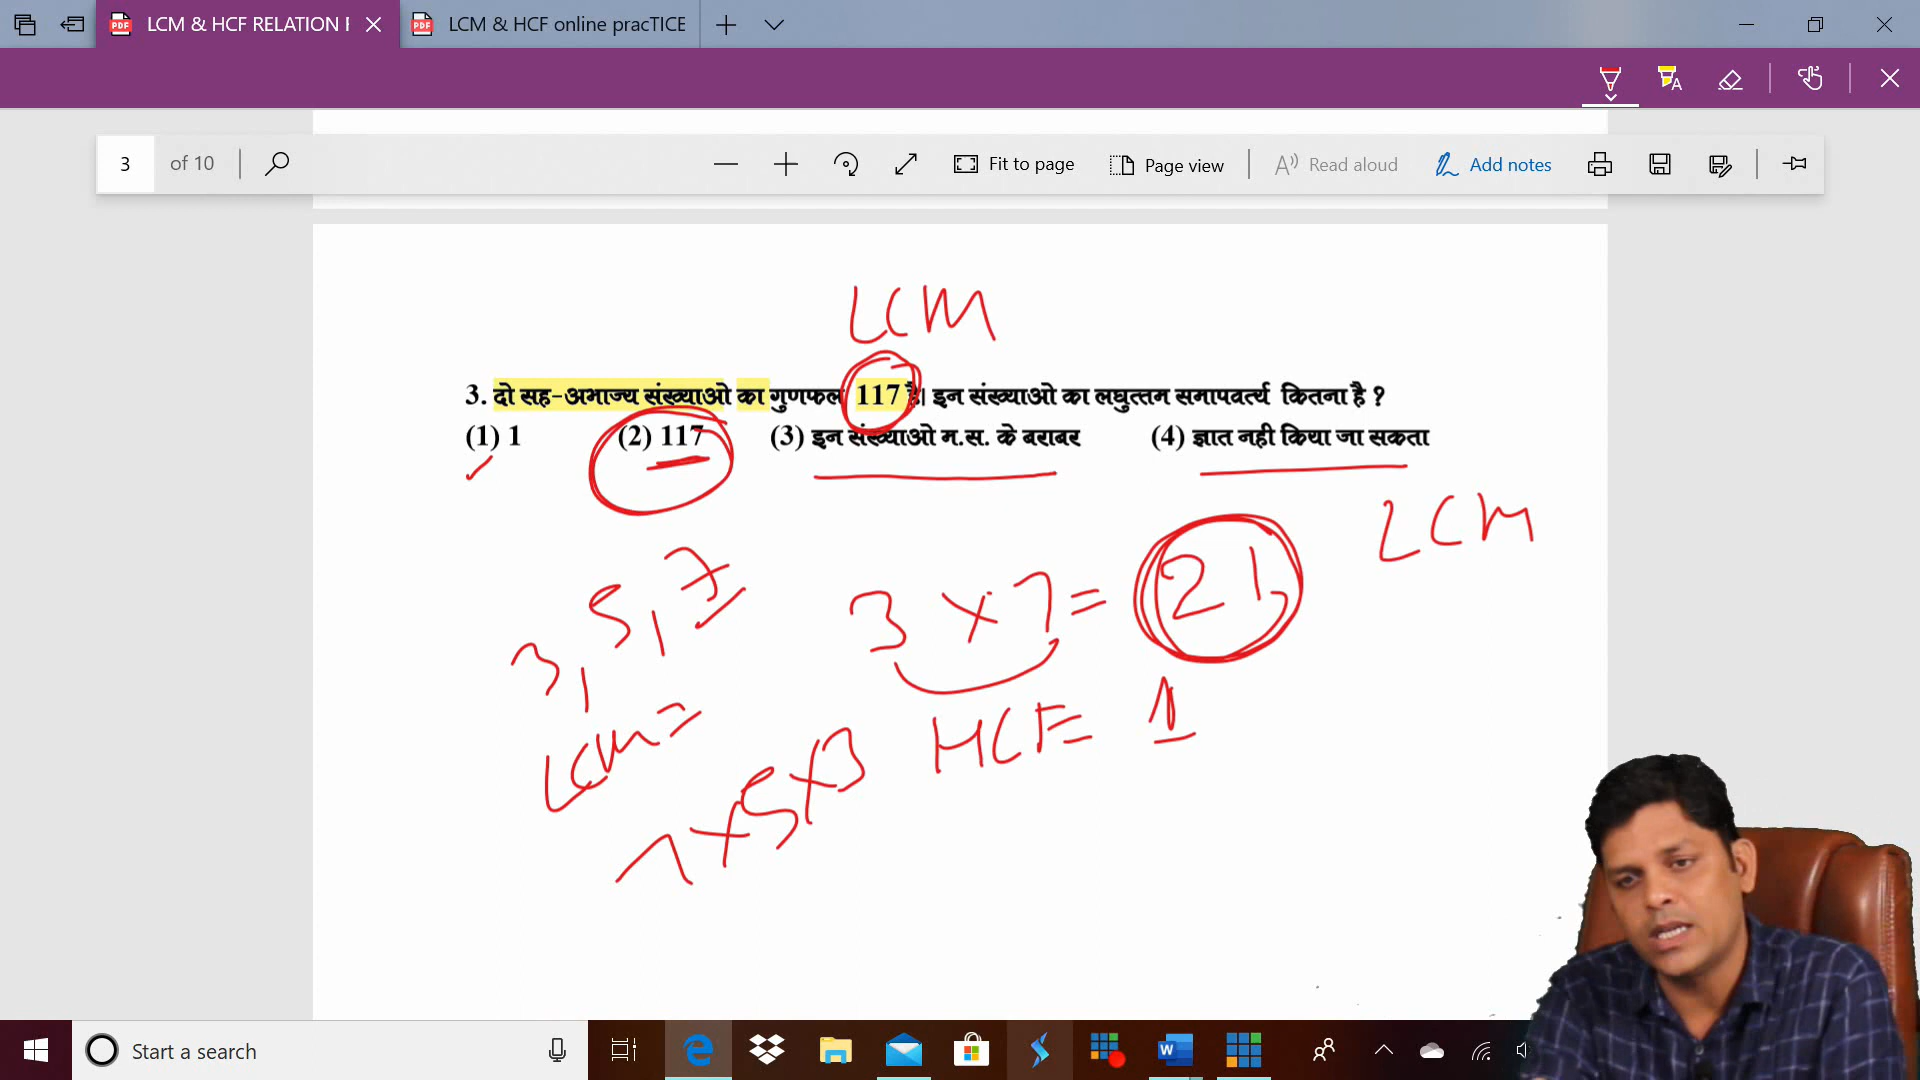 LCM & HCF RELATION F
LCM & HCF online pracTICE
3 of 10
Fit to page
Page view
Read aloud
Add notes
LCM
3. दो सह-अभाज्य संख्याओ का गुणफल 117 है। इन संख्याओ का लघुत्तम समापवर्त्य कितना है ?
(1) 1 (2) 117 (3) इन संख्याओ म.स. के बराबर (4) ज्ञात नही किया जा सकता
LCM
3, 5, 7
3 × 7 = 21
LCM =
HCF = 1
7 × 5 × 3
Start a search